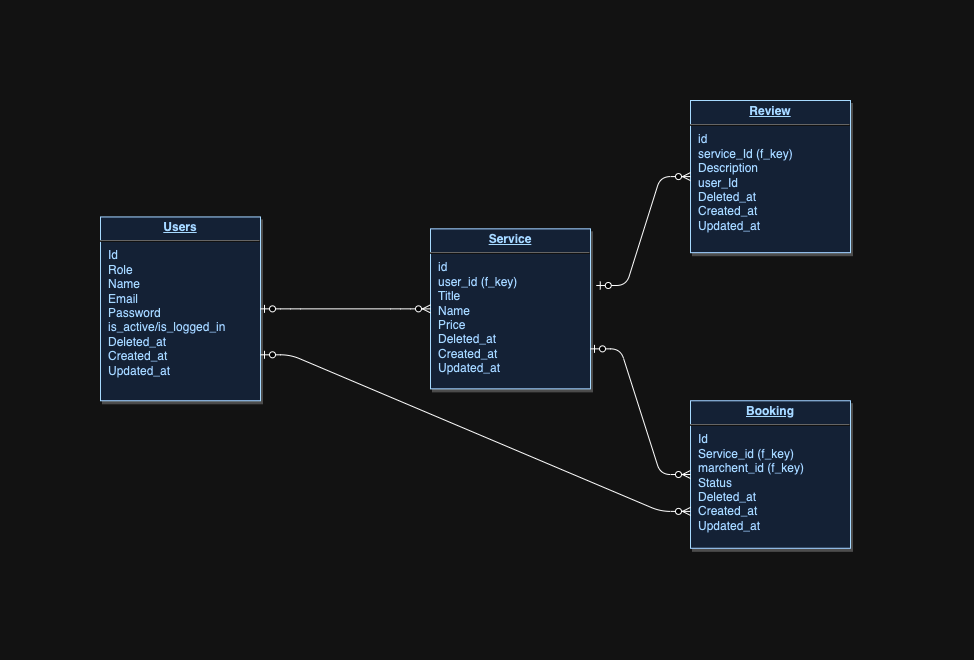 Users
Id
Role
Name
Email
Password
is_active/is_logged_in
Deleted_at
Created_at
Updated_at
Service
id
user_id (f_key)
Title
Name
Price
Deleted_at
Created_at
Updated_at
Review
id
service_Id (f_key)
Description
user_Id
Deleted_at
Created_at
Updated_at
Booking
Id
Service_id (f_key)
marchent_id (f_key)
Status
Deleted_at
Created_at
Updated_at